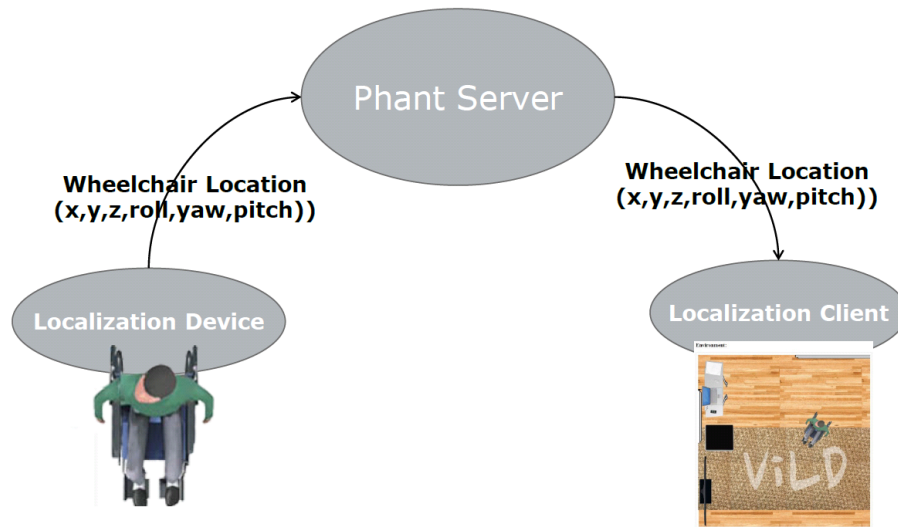 Phant Server
Wheelchair Location
(x,y,z,roll,yaw,pitch))
Wheelchair Location
(x,y,z,roll,yaw,pitch))
Localization Device
Localization Client
Environment:
ViLD